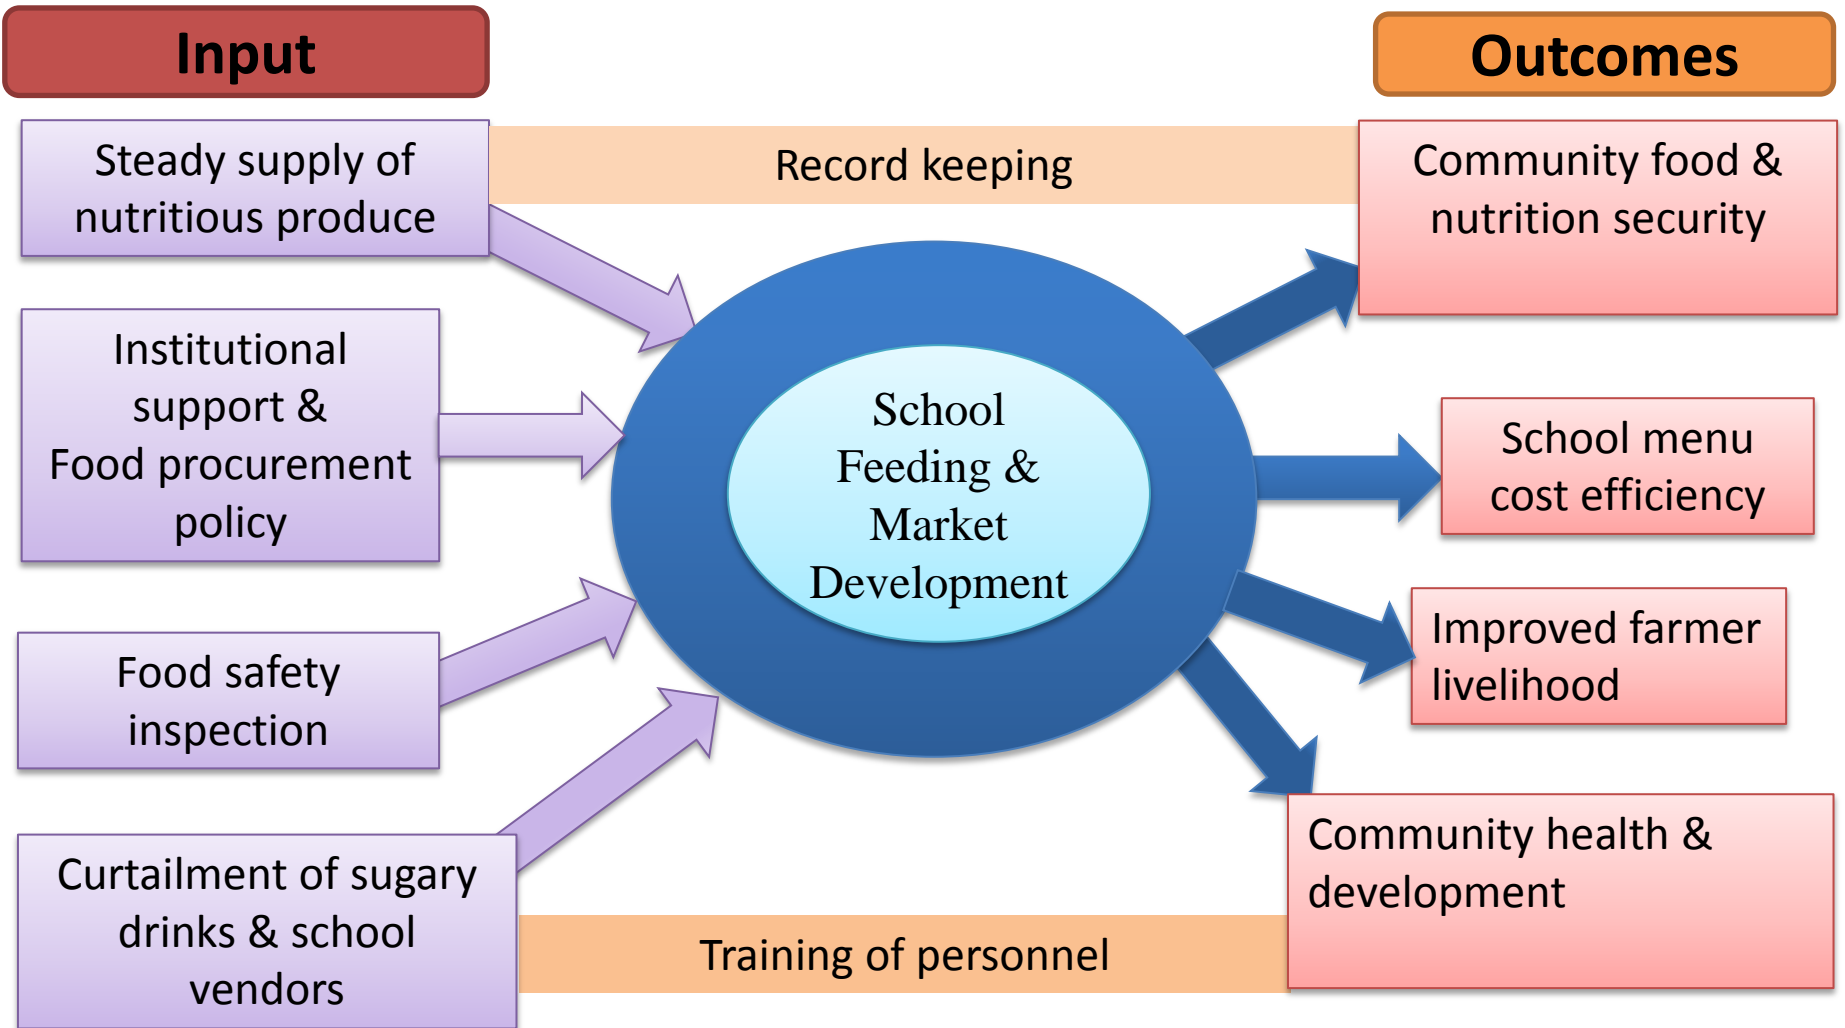 Input
Outcomes
Steady supply of
nutritious produce
Record keeping
Community food &
nutrition security
Institutional
support &
Food procurement
policy
School
Feeding &
Market
Development
School menu
cost efficiency
Food safety
inspection
Improved farmer
livelihood
Curtailment of sugary
drinks & school
vendors
Training of personnel
Community health &
development